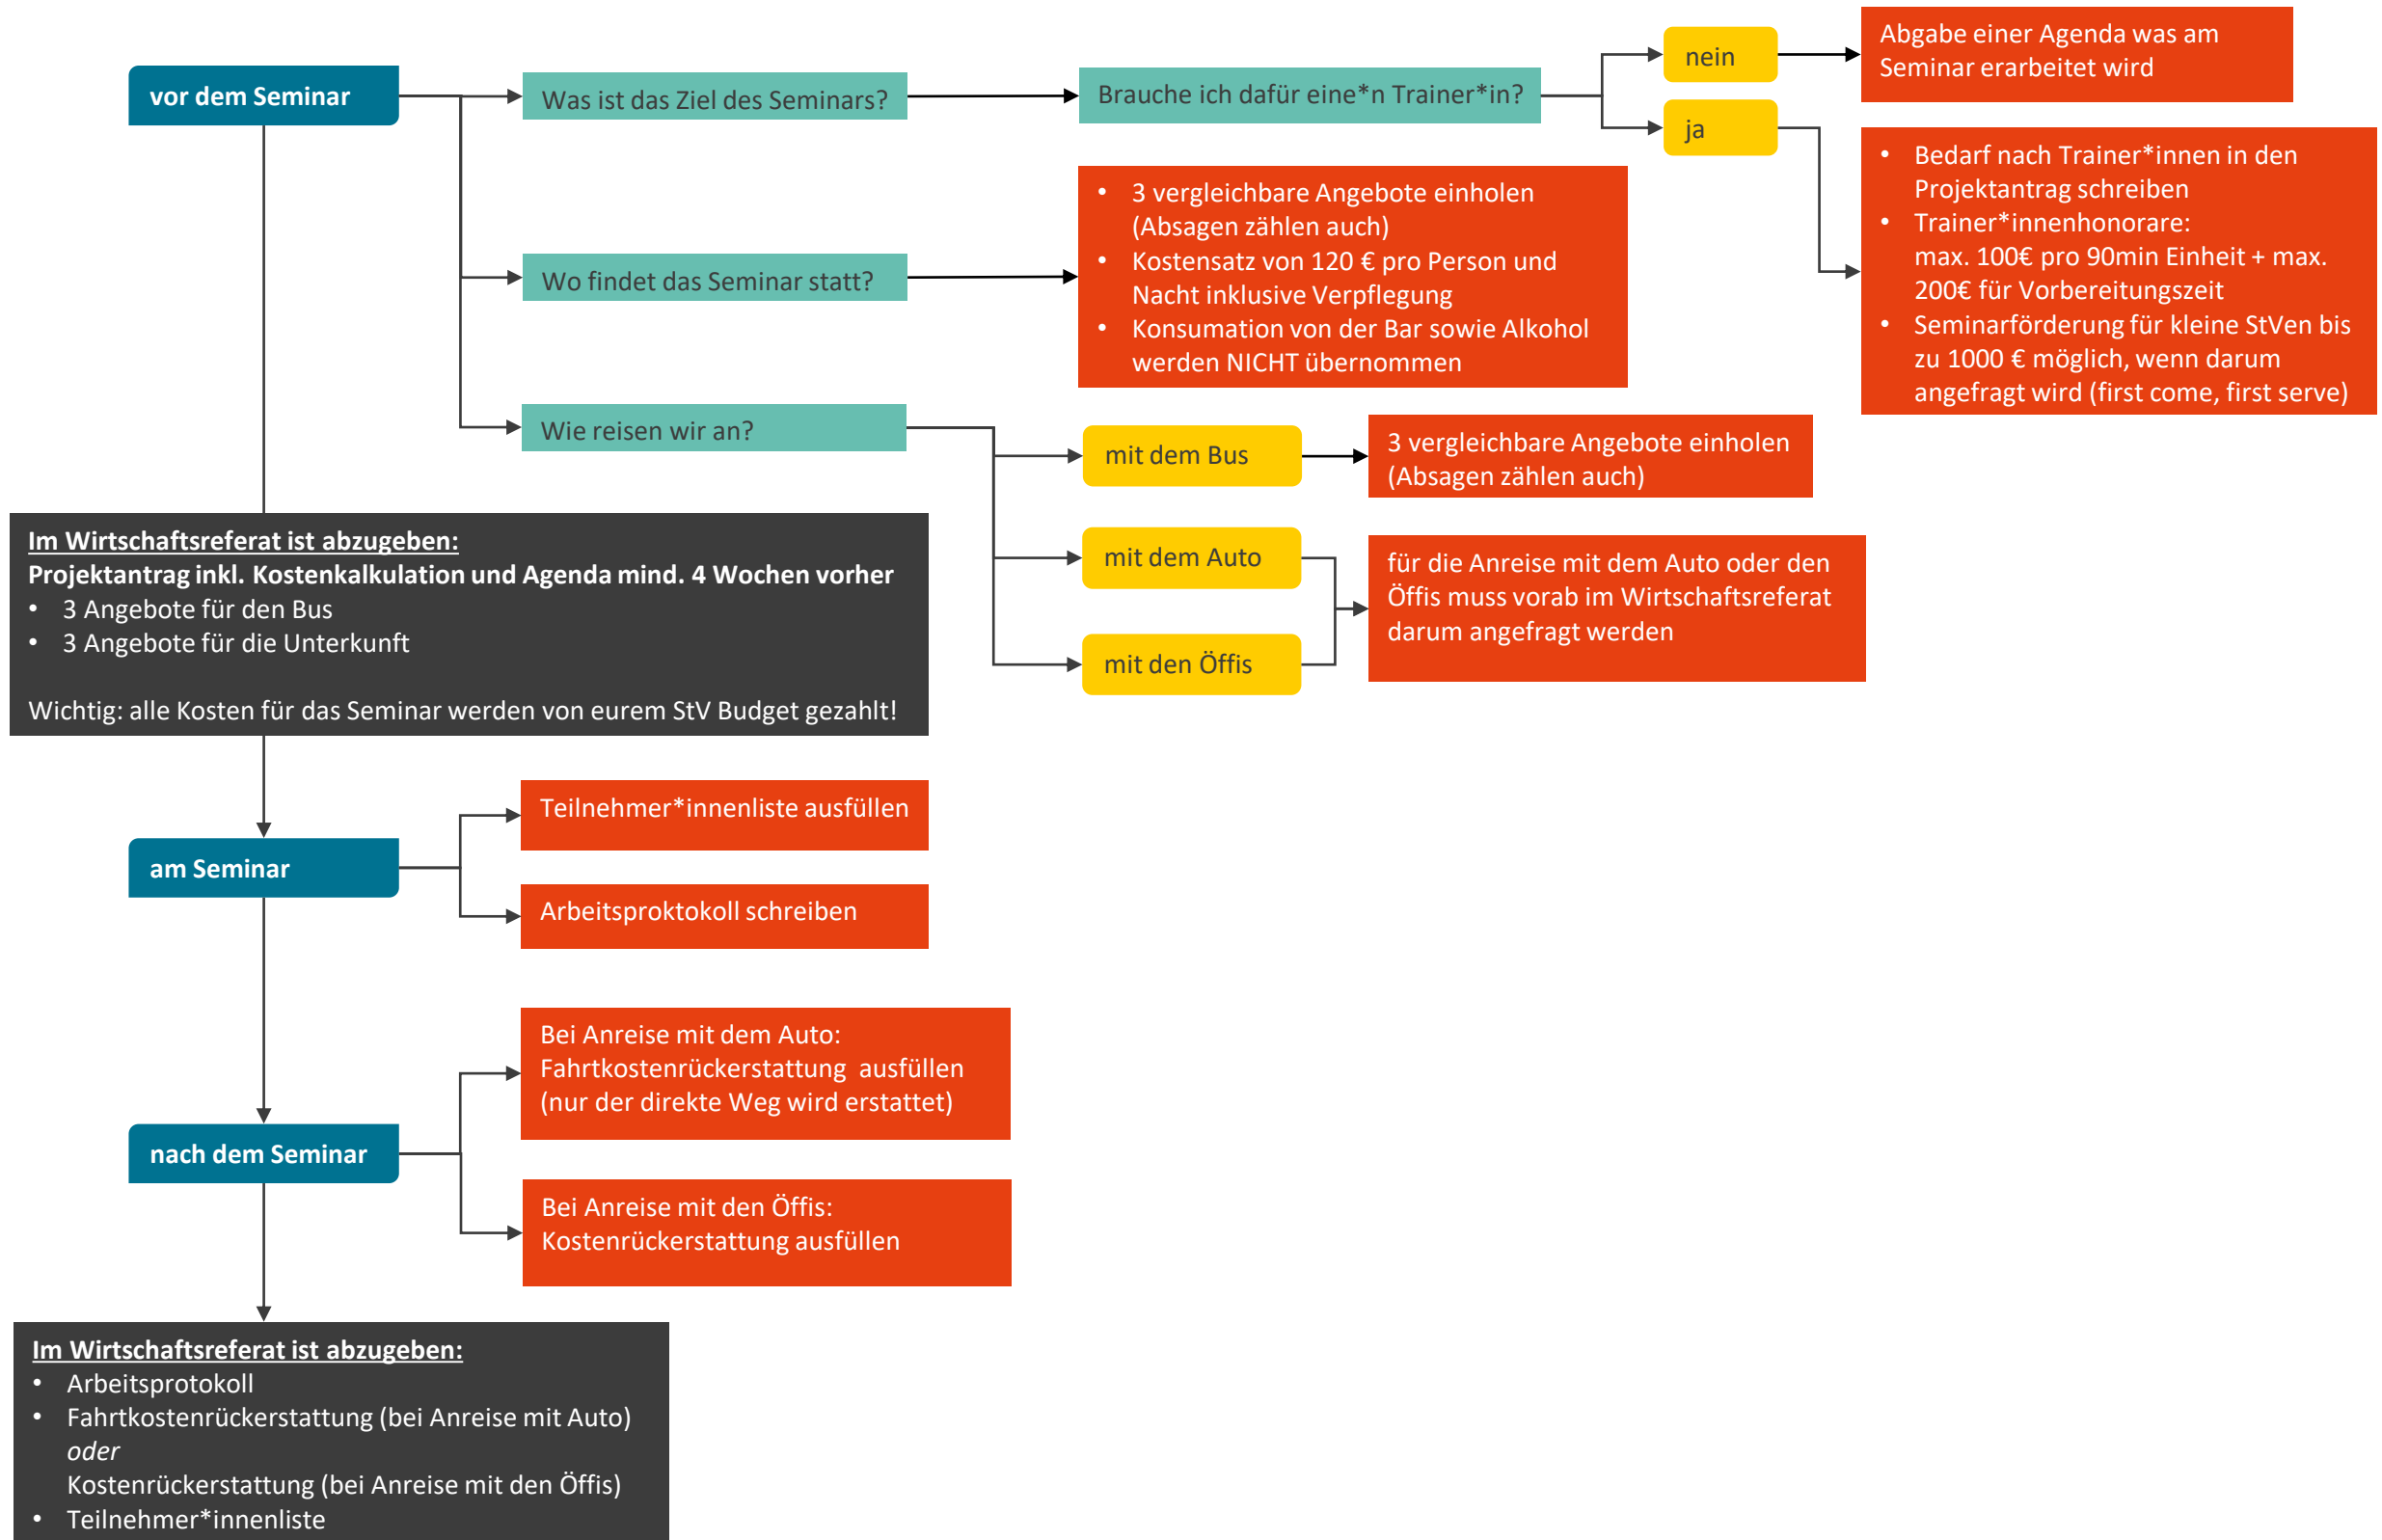 vor dem Seminar
Was ist das Ziel des Seminars?
Brauche ich dafür eine*n Trainer*in?
nein
Abgabe einer Agenda was am
Seminar erarbeitet wird
ja
• Bedarf nach Trainer*innen in den
Projektantrag schreiben
• Trainer*innenhonorare:
max. 100€ pro 90min Einheit + max.
200€ für Vorbereitungszeit
• Seminarförderung für kleine StVen bis
zu 1000 € möglich, wenn darum
angefragt wird (first come, first serve)
Wo findet das Seminar statt?
• 3 vergleichbare Angebote einholen
(Absagen zählen auch)
• Kostensatz von 120 € pro Person und
Nacht inklusive Verpflegung
• Konsumation von der Bar sowie Alkohol
werden NICHT übernommen
Wie reisen wir an?
mit dem Bus
3 vergleichbare Angebote einholen
(Absagen zählen auch)
mit dem Auto
mit den Öffis
für die Anreise mit dem Auto oder den
Öffis muss vorab im Wirtschaftsreferat
darum angefragt werden
Im Wirtschaftsreferat ist abzugeben:
Projektantrag inkl. Kostenkalkulation und Agenda mind. 4 Wochen vorher
• 3 Angebote für den Bus
• 3 Angebote für die Unterkunft
Wichtig: alle Kosten für das Seminar werden von eurem StV Budget gezahlt!
am Seminar
Teilnehmer*innenliste ausfüllen
Arbeitsproktokoll schreiben
nach dem Seminar
Bei Anreise mit dem Auto:
Fahrtkostenrückerstattung ausfüllen
(nur der direkte Weg wird erstattet)
Bei Anreise mit den Öffis:
Kostenrückerstattung ausfüllen
Im Wirtschaftsreferat ist abzugeben:
• Arbeitsprotokoll
• Fahrtkostenrückerstattung (bei Anreise mit Auto)
oder
Kostenrückerstattung (bei Anreise mit den Öffis)
• Teilnehmer*innenliste